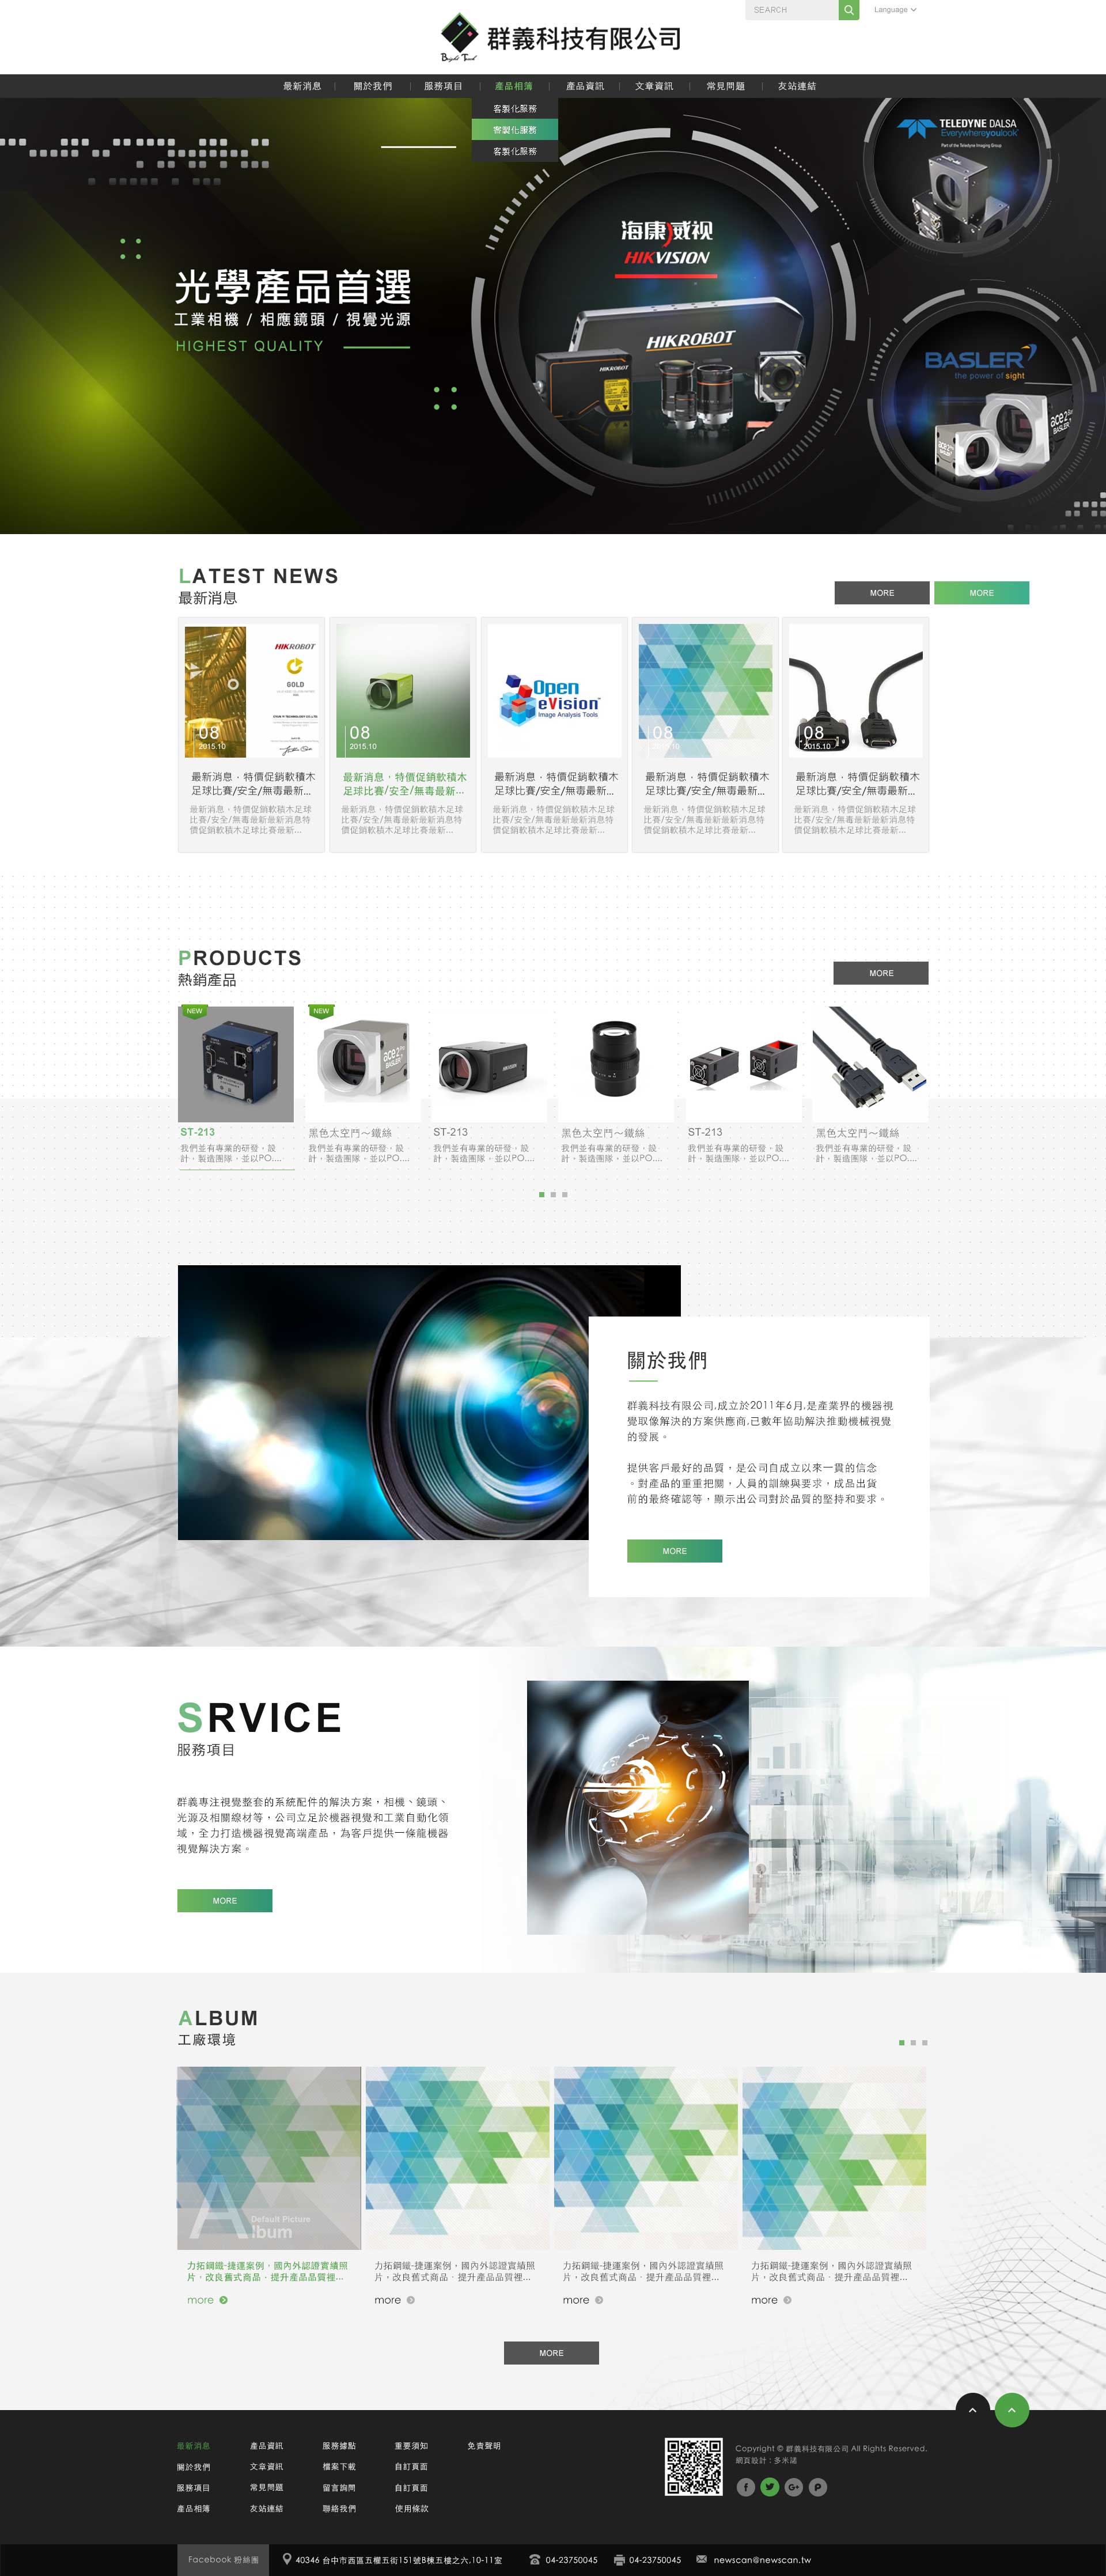 SEARCH
Language
Bright Touch
群義科技有限公司
最新消息
關於我們
服務項目
產品相簿
產品資訊
文章資訊
常見問題
友站連結
客製化服務
客製化服務
客製化服務
TELEDYNE DALSA
Everywhereyoulook
Part of the Teledyne Imaging Group
海康威视
HIKVISION
HIKROBOT
HIKROBOT
BASLER
the power of sight
ace2
BASLER
光學產品首選
工業相機 / 相應鏡頭 / 視覺光源
HIGHEST QUALITY
LATEST NEWS
最新消息
MORE
MORE
HIKROBOT
GOLD
08
2015.10
最新消息，特價促銷軟積木
足球比賽/安全/無毒最新...
最新消息，特價促銷軟積木足球
比賽/安全/無毒最新最新消息特
價促銷軟積木足球比賽最新...
08
2015.10
最新消息，特價促銷軟積木
足球比賽/安全/無毒最新...
最新消息，特價促銷軟積木足球
比賽/安全/無毒最新最新消息特
價促銷軟積木足球比賽最新...
Open
eVision
Image Analysis Tools
最新消息，特價促銷軟積木
足球比賽/安全/無毒最新...
最新消息，特價促銷軟積木足球
比賽/安全/無毒最新最新消息特
價促銷軟積木足球比賽最新...
08
2015.10
最新消息，特價促銷軟積木
足球比賽/安全/無毒最新...
最新消息，特價促銷軟積木足球
比賽/安全/無毒最新最新消息特
價促銷軟積木足球比賽最新...
08
2015.10
最新消息，特價促銷軟積木
足球比賽/安全/無毒最新...
最新消息，特價促銷軟積木足球
比賽/安全/無毒最新最新消息特
價促銷軟積木足球比賽最新...
PRODUCTS
熱銷產品
MORE
NEW
ST-213
我們並有專業的研發，設
計，製造團隊，並以PO....
NEW
ace2
BASLER
黑色太空鬥～鐵絲
我們並有專業的研發，設
計，製造團隊，並以PO....
HIKVISION
ST-213
我們並有專業的研發，設
計，製造團隊，並以PO....
黑色太空鬥～鐵絲
我們並有專業的研發，設
計，製造團隊，並以PO....
ST-213
我們並有專業的研發，設
計，製造團隊，並以PO....
黑色太空鬥～鐵絲
我們並有專業的研發，設
計，製造團隊，並以PO....
關於我們
群義科技有限公司,成立於2011年6月,是產業界的機器視
覺取像解決的方案供應商,已數年協助解決推動機械視覺
的發展。
提供客戶最好的品質，是公司自成立以來一貫的信念
。對產品的重重把關，人員的訓練與要求，成品出貨
前的最終確認等，顯示出公司對於品質的堅持和要求。
MORE
SRVICE
服務項目
群義專注視覺整套的系統配件的解決方案，相機、鏡頭、
光源及相關線材等，公司立足於機器視覺和工業自動化領
域，全力打造機器視覺高端產品，為客戶提供一條龍機器
視覺解決方案。
MORE
ALBUM
工廠環境
A
Default Picture
lbum
力拓鋼鐵-捷運案例，國內外認證實績照
片，改良舊式商品，提升產品品質裡...
more
力拓鋼鐵-捷運案例，國內外認證實績照
片，改良舊式商品，提升產品品質裡...
more
力拓鋼鐵-捷運案例，國內外認證實績照
片，改良舊式商品，提升產品品質裡...
more
力拓鋼鐵-捷運案例，國內外認證實績照
片，改良舊式商品，提升產品品質裡...
more
MORE
最新消息
產品資訊
服務據點
重要須知
免責聲明
關於我們
文章資訊
檔案下載
自訂頁面
服務項目
常見問題
留言詢問
自訂頁面
產品相簿
友站連結
聯絡我們
使用條款
Copyright © 群義科技有限公司 All Rights Reserved.
網頁設計 : 多米諾
Facebook 粉絲團
40346 台中市西區五權五街151號B棟五樓之六,10-11室
04-23750045
04-23750045
newscan@newscan.tw